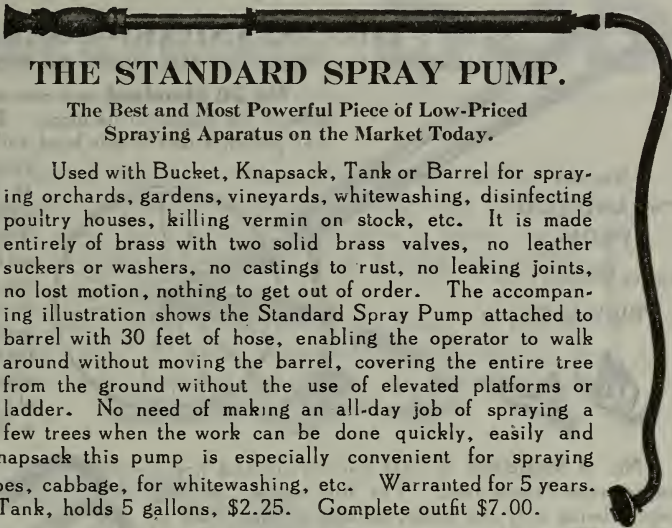 THE STANDARD SPRAY PUMP.
The Best and Most Powerful Piece of Low-Priced
Spraying Aparatus on the Market Today.
Used with Bucket, Knapsack, Tank or Barrel for spray-
ing orchards, gardens, vineyards, whitewashing, disinfecting
poultry houses, killing vermin on stock, etc. It is made
entirely of brass with two solid brass valves, no leather
suckers or washers, no castings to rust, no leaking joints,
no lost motion, nothing to get out of order. The accompan-
ing illustration shows the Standard Spray Pump attached to
barrel with 30 feet of hose, enabling the operator to walk
around without moving the barrel, covering the entire tree
from the ground without the use of elevated platforms or
ladder. No need of making an all-day job of spraying a
few trees when the work can be done quickly, easily and
napsack this pump is especially convenient for spraying
oes, cabbage, for whitewashing, etc. Warranted for 5 years.
Tank, holds 5 gallons, $2.25. Complete outfit $7.00.